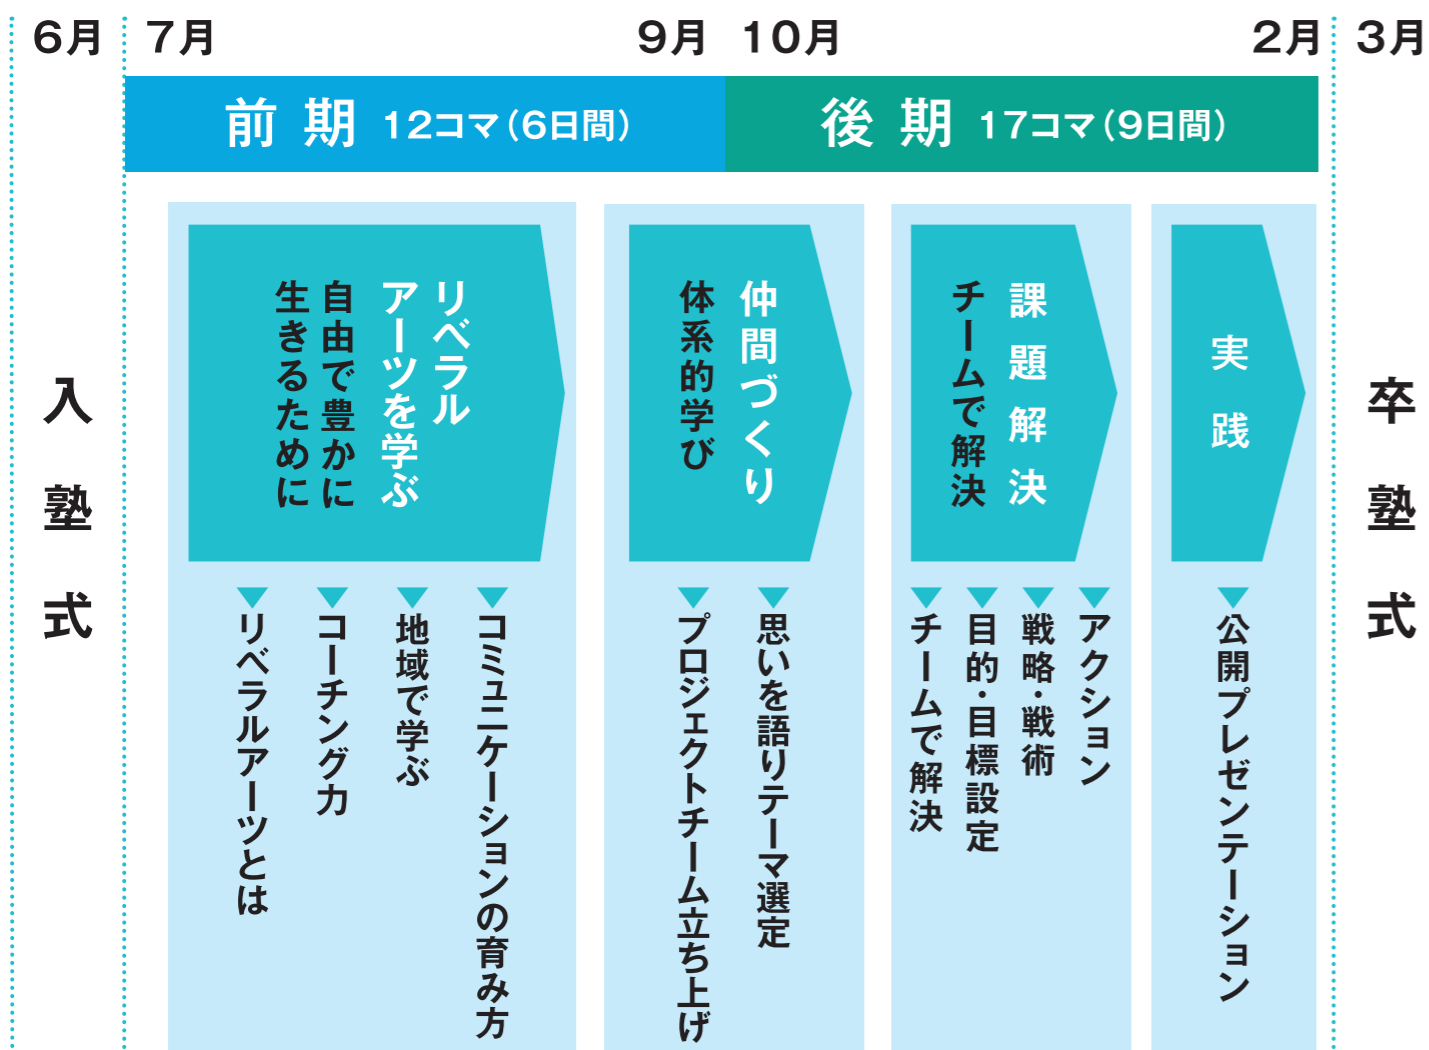 6月
7月
9月
10月
2月
3月
前期 12コマ（6日間）
後期 17コマ（9日間）
入塾式
リベラル
アーツを学ぶ
自由で豊かに
生きるために
リベラルアーツとは
コーチング力
地域で学ぶ
コミュニケーションの育み方
仲間づくり
体系的学び
プロジェクトチーム立ち上げ
思いを語りテーマ選定
課題解決
チームで解決
チームで解決
目的・目標設定
戦略・戦術
アクション
実践
公開プレゼンテーション
卒塾式